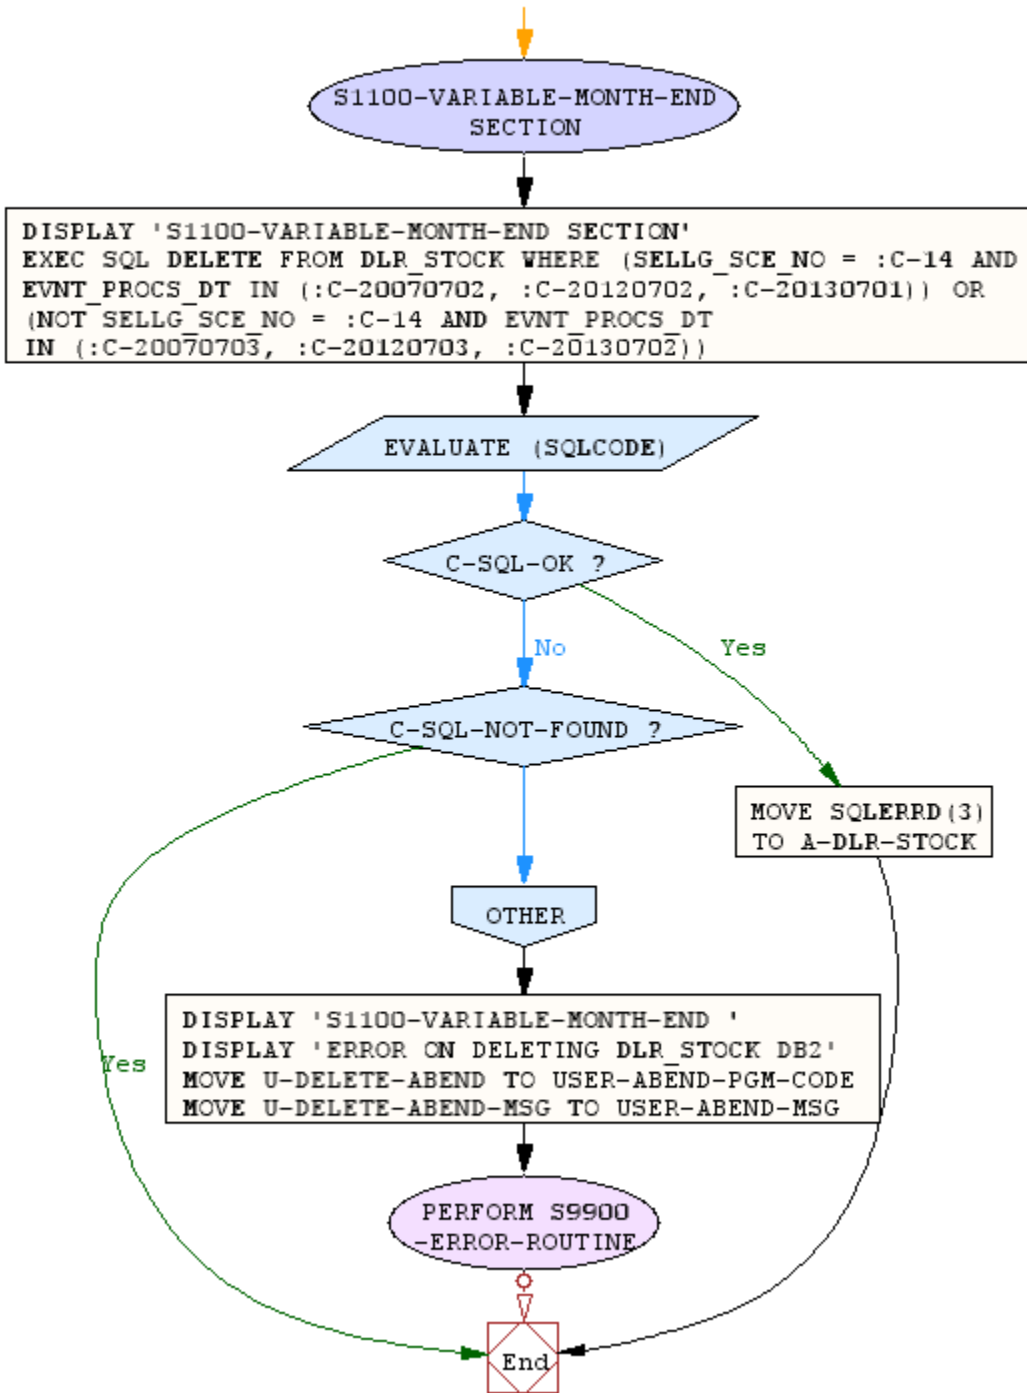 S1100-VARIABLE-MONTH-END
SECTION
DISPLAY 'S1100-VARIABLE-MONTH-END SECTION'
EXEC SQL DELETE FROM DLR_STOCK WHERE (SELLG_SCE_NO = :C-14 AND
EVNT_PROCS_DT IN (:C-20070702, :C-20120702, :C-20130701)) OR
(NOT SELLG_SCE_NO = :C-14 AND EVNT_PROCS_DT
IN (:C-20070703, :C-20120703, :C-20130702))
EVALUATE (SQLCODE)
C-SQL-OK ?
No
Yes
C-SQL-NOT-FOUND ?
MOVE SQLERRD(3)
TO A-DLR-STOCK
OTHER
DISPLAY 'S1100-VARIABLE-MONTH-END '
DISPLAY 'ERROR ON DELETING DLR_STOCK DB2'
MOVE U-DELETE-ABEND TO USER-ABEND-PGM-CODE
MOVE U-DELETE-ABEND-MSG TO USER-ABEND-MSG
Yes
PERFORM S9900
-ERROR-ROUTINE
End